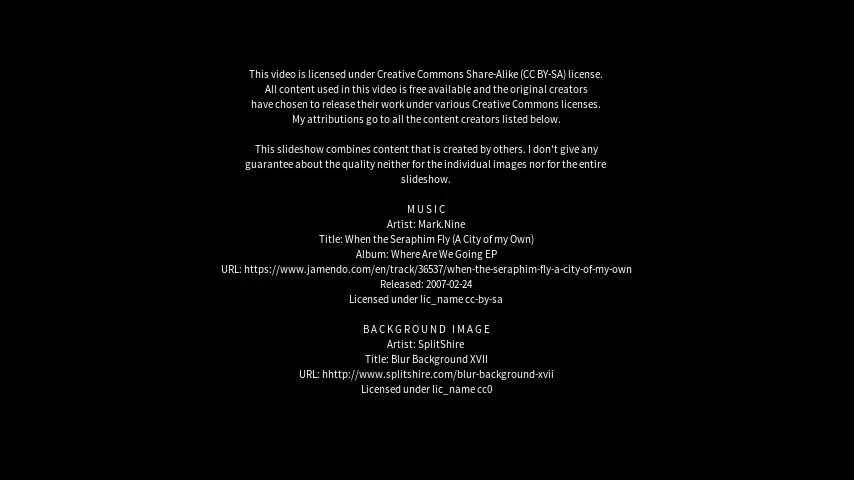 This video is licensed under Creative Commons Share-Alike (CC BY-SA) license.
All content used in this video is free available and the original creators
have chosen to release their work under various Creative Commons licenses.
My attributions go to all the content creators listed below.
This slideshow combines content that is created by others. I don't give any
guarantee about the quality neither for the individual images nor for the entire
slideshow.
M U S I C
Artist: Mark.Nine
Title: When the Seraphim Fly (A City of my Own)
Album: Where Are We Going EP
URL: https://www.jamendo.com/en/track/36537/when-the-seraphim-fly-a-city-of-my-own
Released: 2007-02-24
Licensed under lic_name cc-by-sa
B A C K G R O U N D   I M A G E
Artist: SplitShire
Title: Blur Background XVII
URL: hhttp://www.splitshire.com/blur-background-xvii
Licensed under lic_name cc0